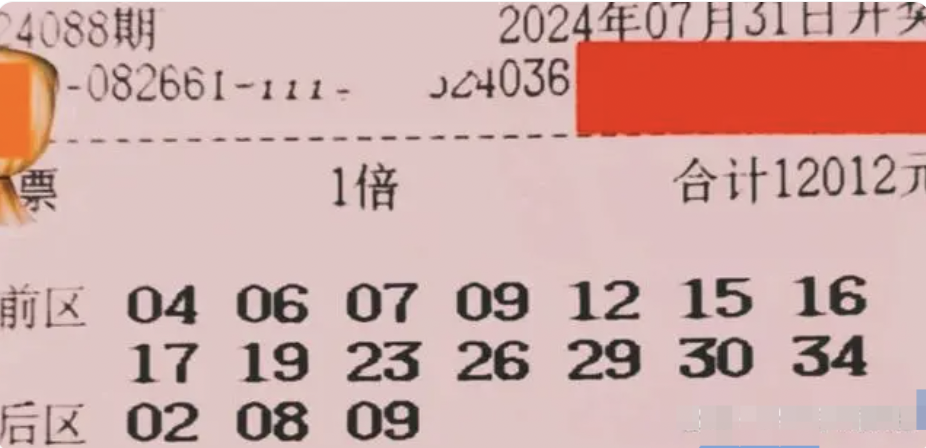 24088期 2024年07月31日开奖
-082661-111- 324036
票 1倍 合计12012元
前区 04 06 07 09 12 15 16
17 19 23 26 29 30 34
后区 02 08 09